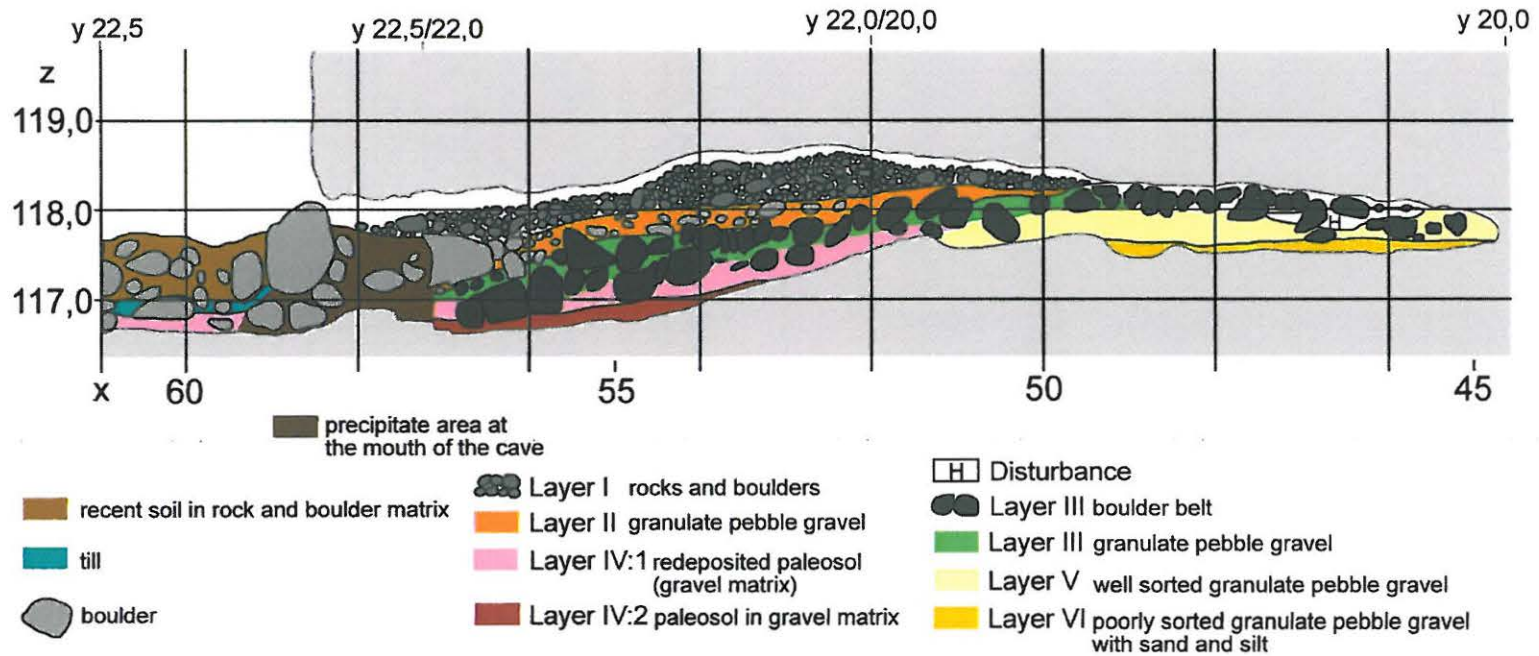 y 22,5
y 22,5/22,0
y 22,0/20,0
y 20,0
z
119,0
118,0
117,0
H
x 60 55 50 45
precipitate area at
the mouth of the cave
recent soil in rock and boulder matrix
till
boulder
Layer I rocks and boulders
Layer II granulate pebble gravel
Layer IV:1 redeposited paleosol
(gravel matrix)
Layer IV:2 paleosol in gravel matrix
H Disturbance
Layer III boulder belt
Layer III granulate pebble gravel
Layer V well sorted granulate pebble gravel
Layer VI poorly sorted granulate pebble gravel
with sand and silt